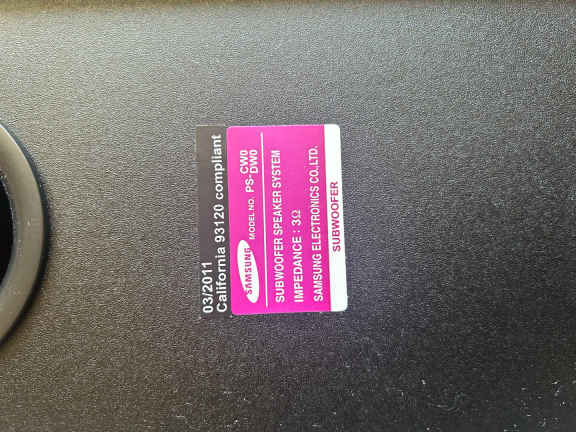 03/2011
California 93120 compliant
SAMSUNG
MODEL NO. PS-CW0
PS-DW0
SUBWOOFER SPEAKER SYSTEM
IMPEDANCE : 3Ω
SAMSUNG ELECTRONICS CO.,LTD.
SUBWOOFER